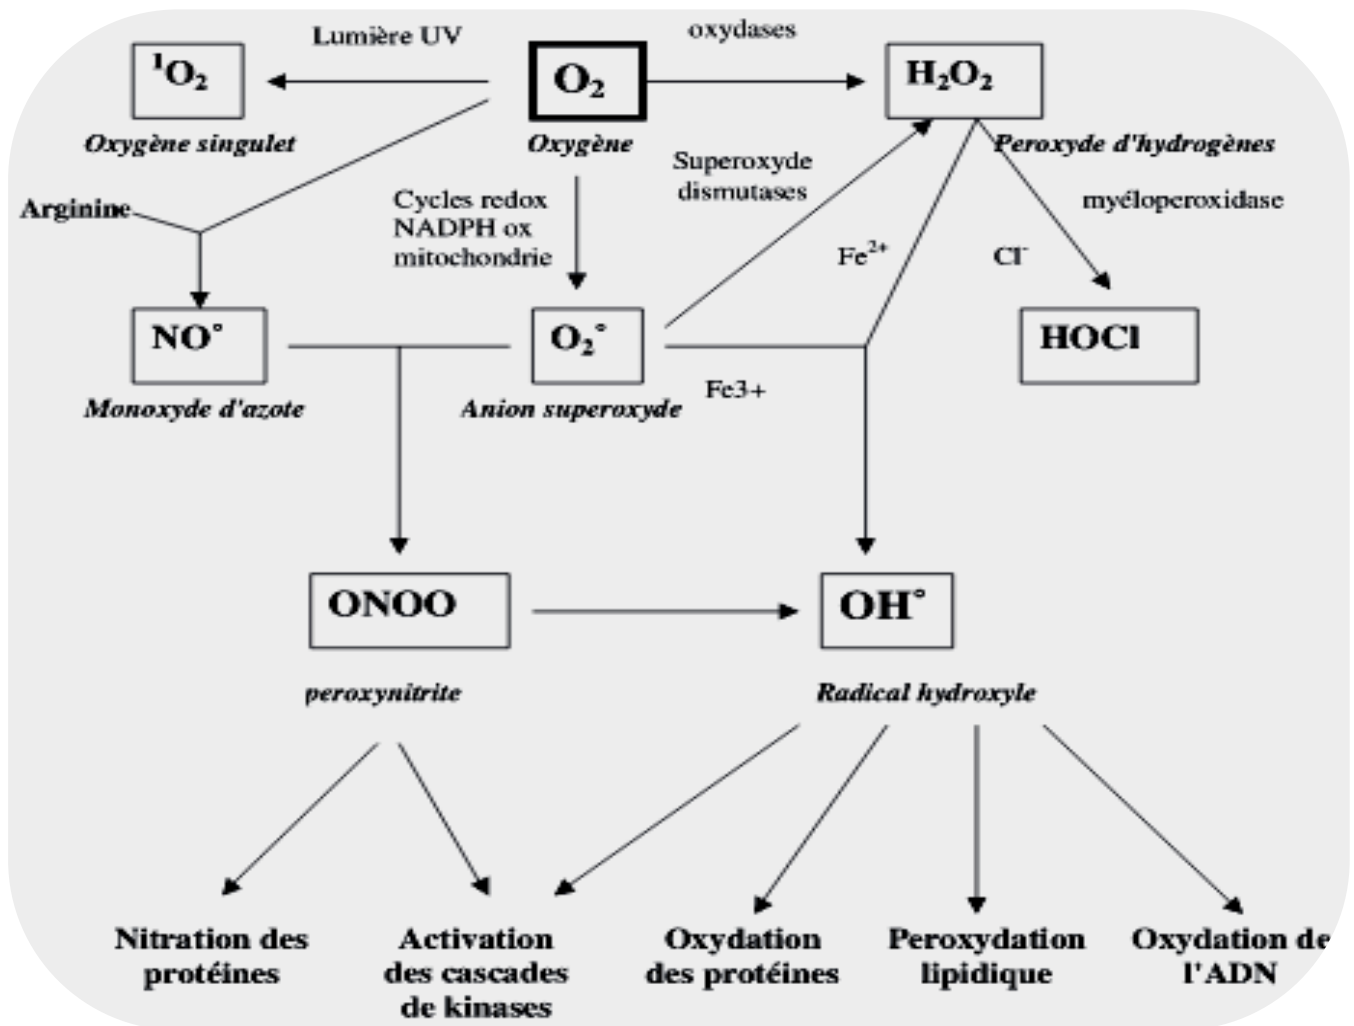 Lumière UV
oxydases
¹O₂
O₂
H₂O₂
Oxygène singulet
Oxygène
Peroxyde d'hydrogènes
Superoxyde
dismutases
Arginine
Cycles redox
NADPH ox
mitochondrie
myéloperoxidase
Fe²⁺
Cl⁻
NO°
O₂°
HOCl
Monoxyde d'azote
Anion superoxyde
Fe3+
ONOO
OH°
peroxynitrite
Radical hydroxyle
Nitration des
protéines
Activation
des cascades
de kinases
Oxydation
des protéines
Peroxydation
lipidique
Oxydation de
l'ADN